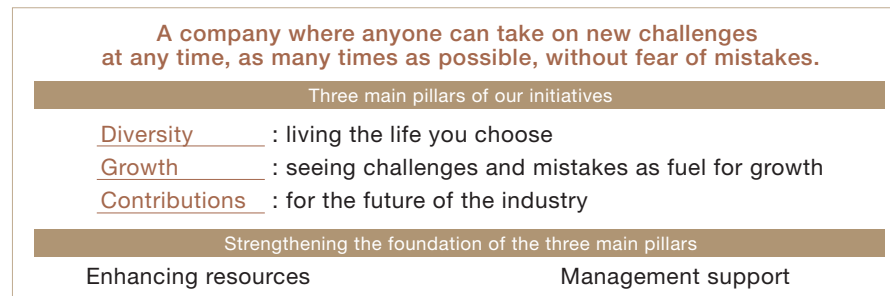 A company where anyone can take on new challenges
at any time, as many times as possible, without fear of mistakes.
Three main pillars of our initiatives
Diversity : living the life you choose
Growth : seeing challenges and mistakes as fuel for growth
Contributions : for the future of the industry
Strengthening the foundation of the three main pillars
Enhancing resources Management support